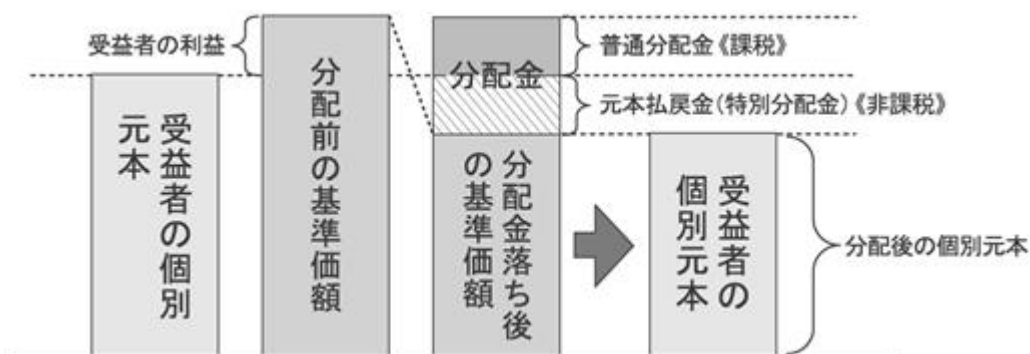 受益者の利益
受益者の個別
元本
分配前の基準価額
分配金
分配金落ち後
の基準価額
普通分配金《課税》
元本払戻金(特別分配金)《非課税》
受益者の
個別元本
分配後の個別元本